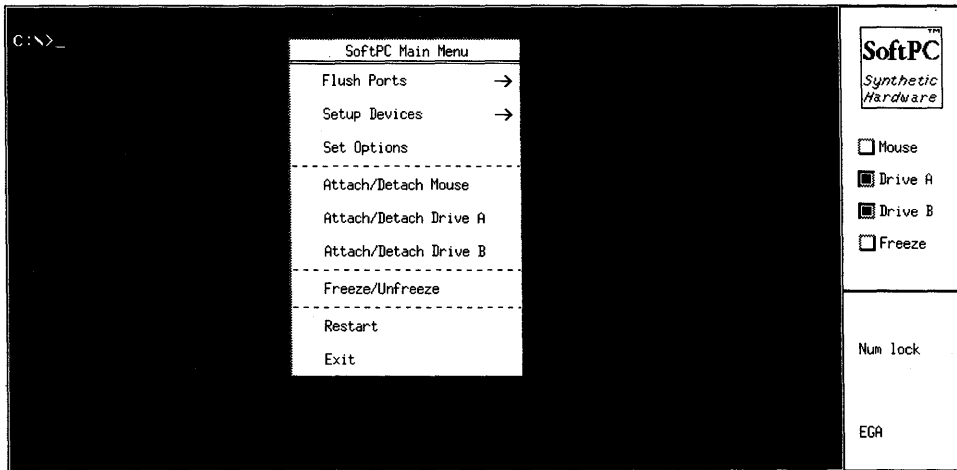 C:\>_
SoftPC Main Menu
Flush Ports →
Setup Devices →
Set Options
Attach/Detach Mouse
Attach/Detach Drive A
Attach/Detach Drive B
Freeze/Unfreeze
Restart
Exit
SoftPC™
Synthetic
Hardware
Mouse
Drive A
Drive B
Freeze
Num lock
EGA